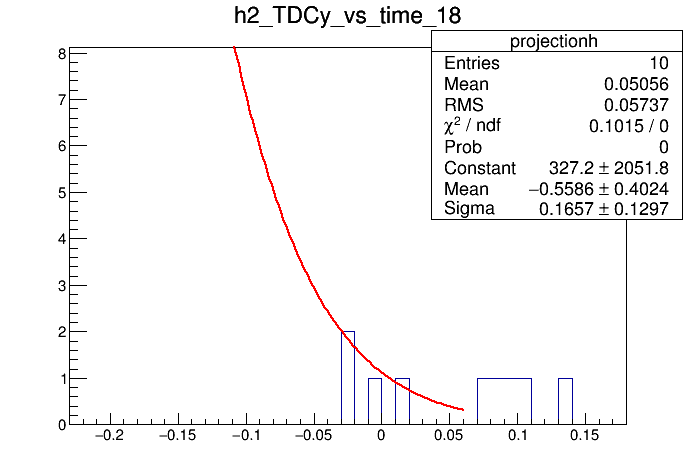 h2_TDCy_vs_time_18
projectionh
Entries 10
Mean 0.05056
RMS 0.05737
χ² / ndf 0.1015 / 0
Prob 0
Constant 327.2 ± 2051.8
Mean −0.5586 ± 0.4024
Sigma 0.1657 ± 0.1297
8
7
6
5
4
3
2
1
0
−0.2 −0.15 −0.1 −0.05 0 0.05 0.1 0.15